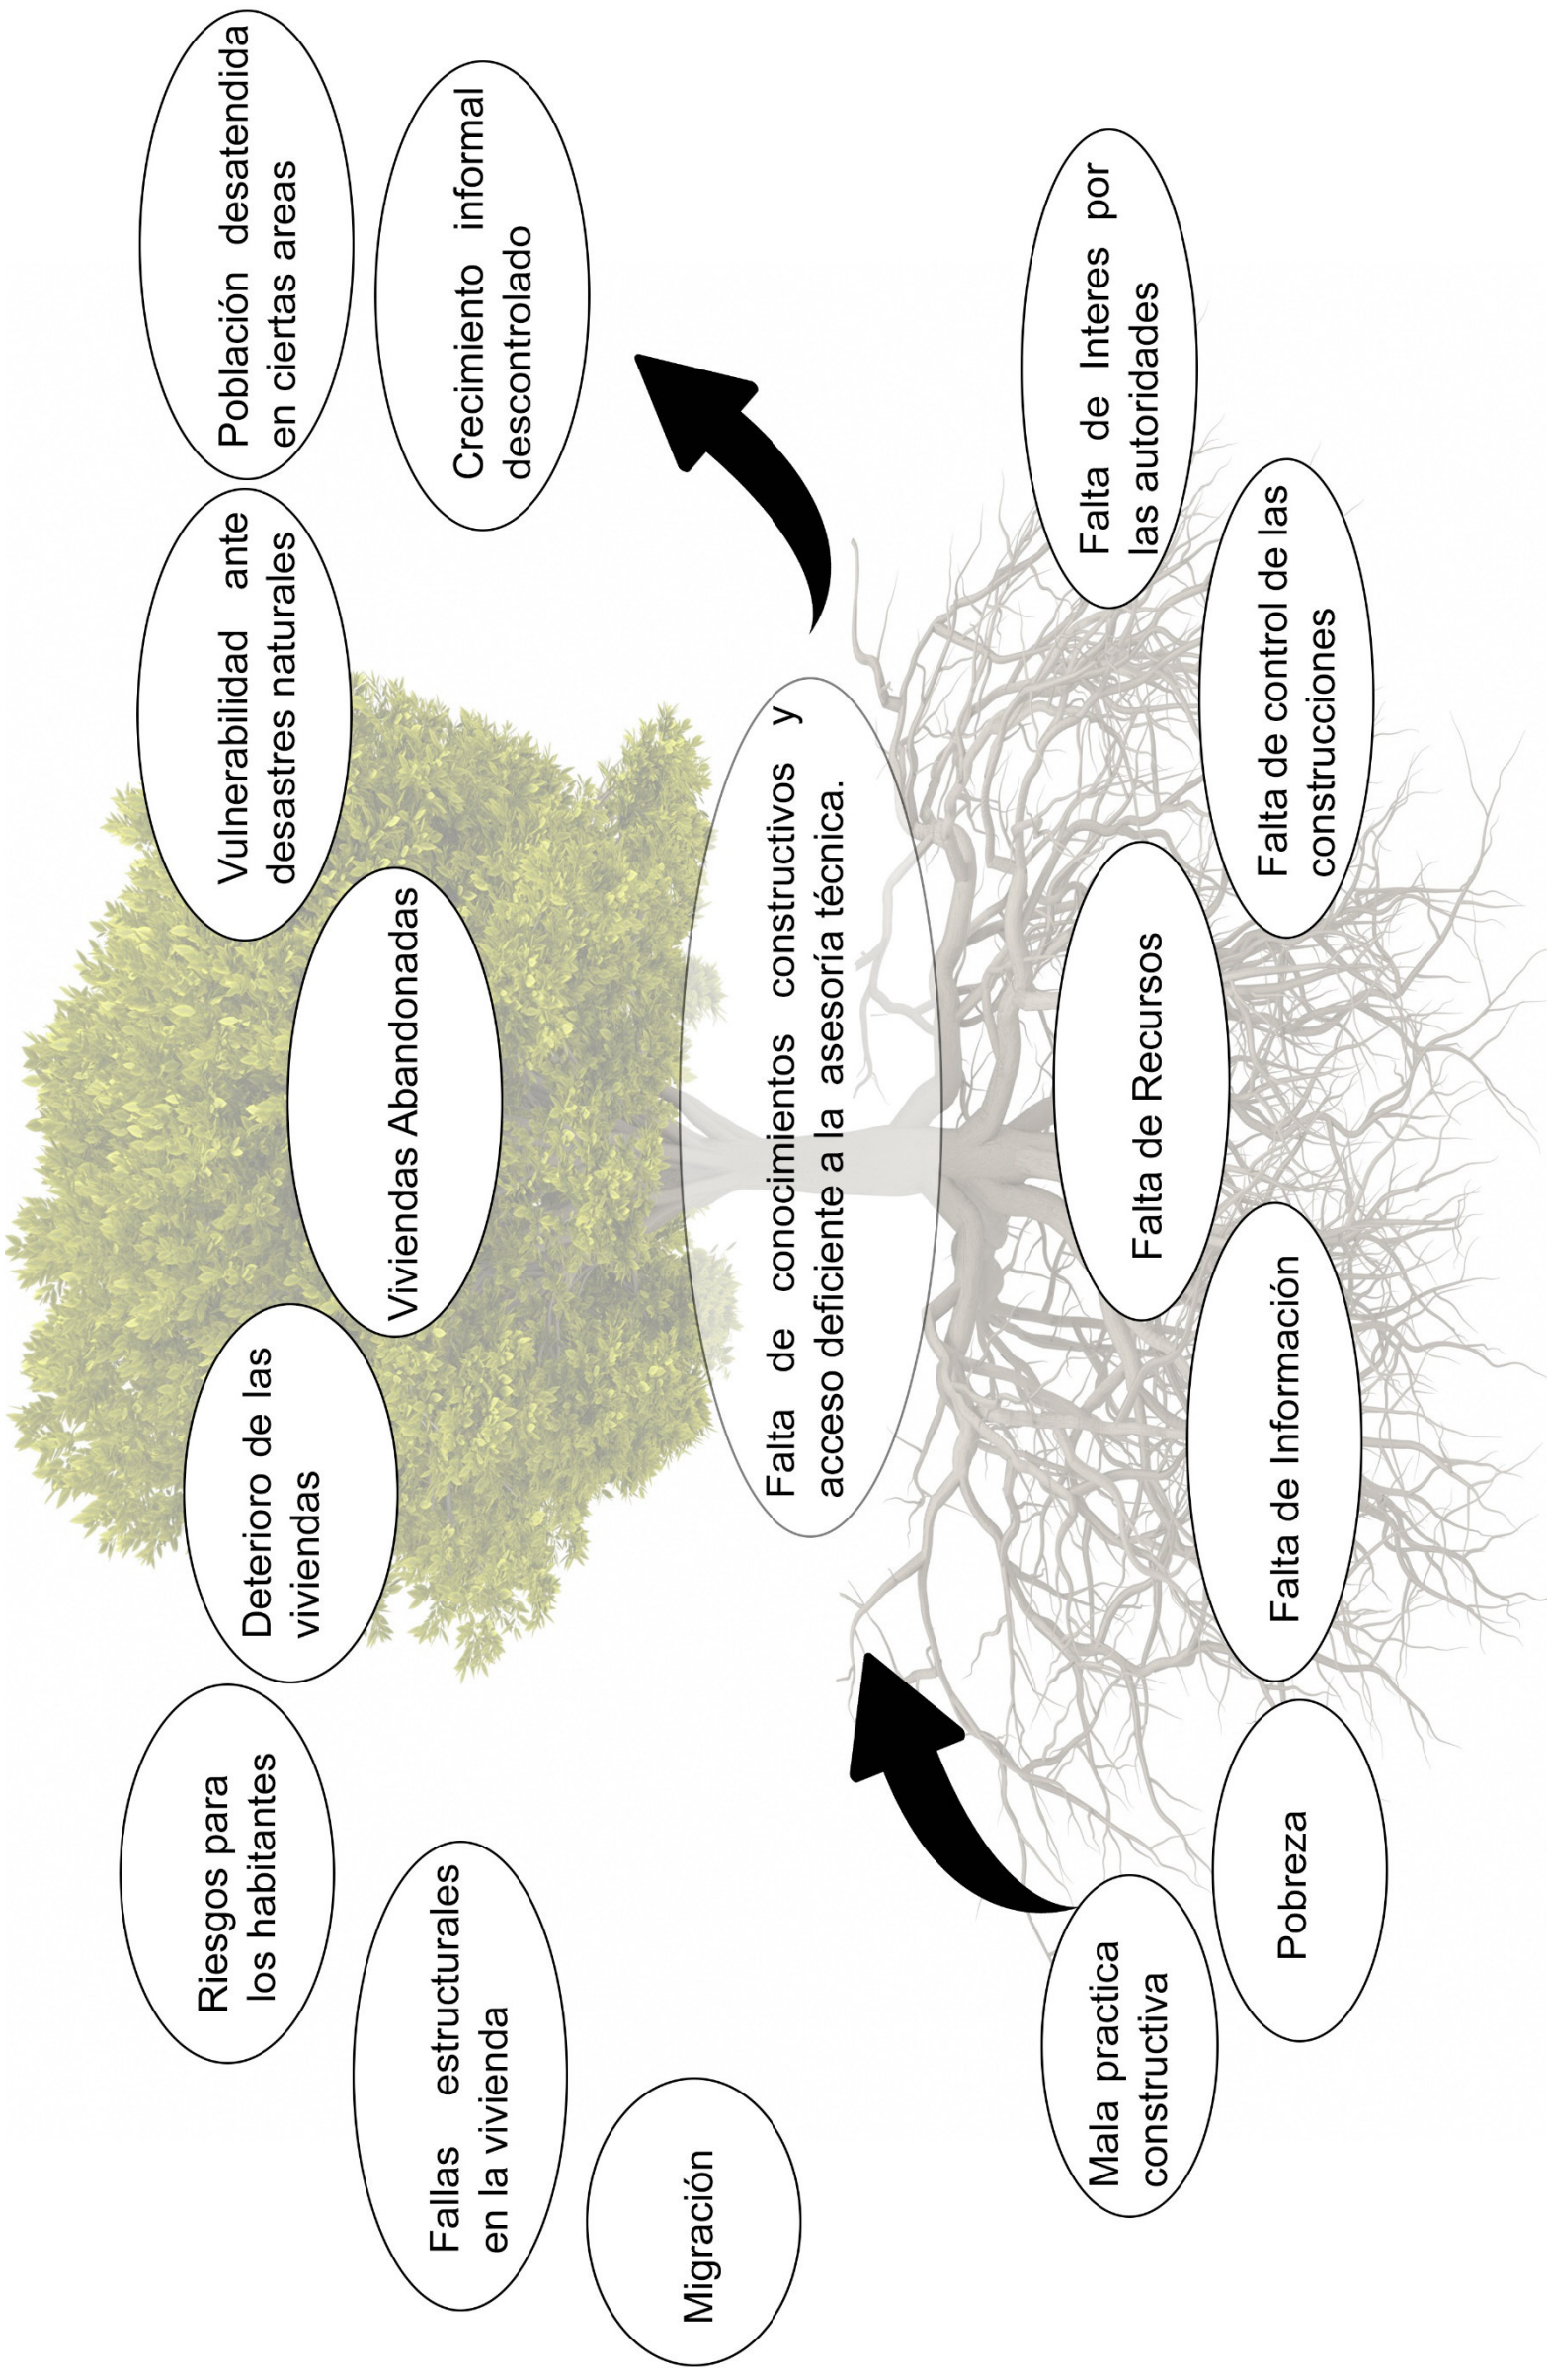 Migración
Fallas estructurales
en la vivienda
Riesgos para
los habitantes
Deterioro de las
viviendas
Viviendas Abandonadas
Vulnerabilidad ante
desastres naturales
Población desatendida
en ciertas areas
Crecimiento informal
descontrolado
Falta de conocimientos constructivos y
acceso deficiente a la asesoría técnica.
Mala practica
constructiva
Pobreza
Falta de Información
Falta de Recursos
Falta de control de las
construcciones
Falta de Interes por
las autoridades